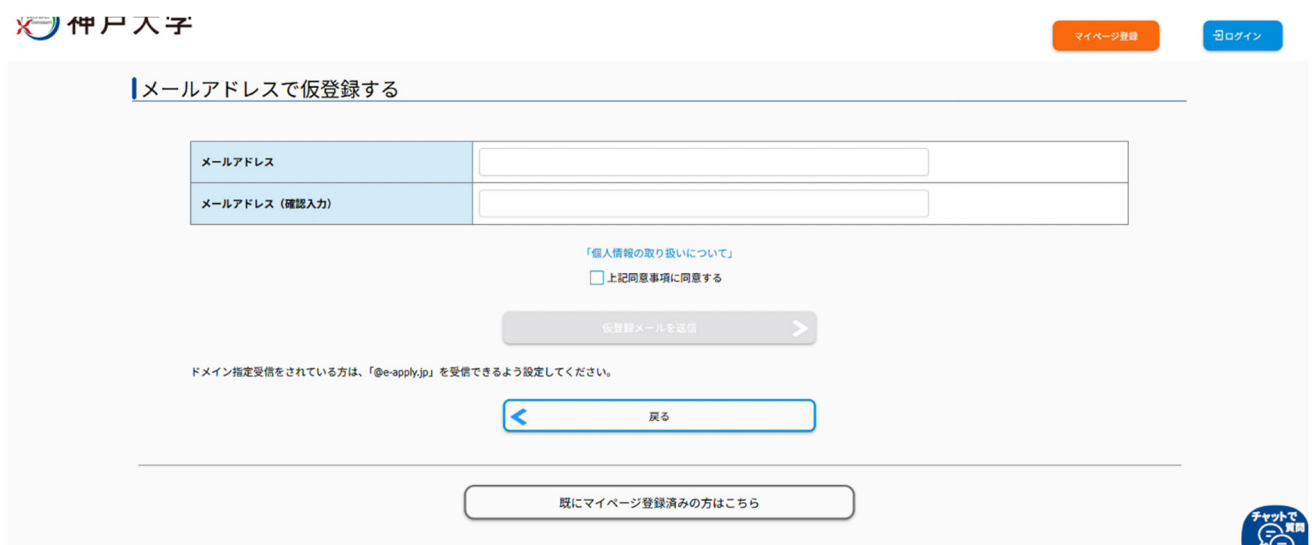 神戸大学
マイページ登録
ログイン
メールアドレスで仮登録する
メールアドレス
メールアドレス（確認入力）
「個人情報の取り扱いについて」
上記同意事項に同意する
仮登録メールを送信
ドメイン指定受信をされている方は、「@e-apply.jp」を受信できるよう設定してください。
戻る
既にマイページ登録済みの方はこちら
チャットで
質問